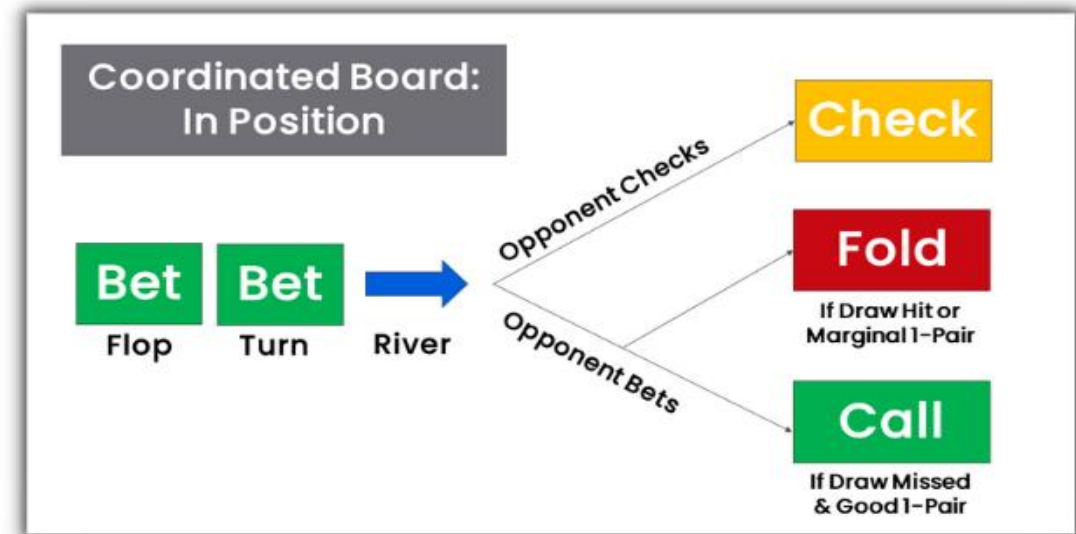 Coordinated Board:
In Position
Bet
Bet
Flop
Turn
River
Opponent Checks
Opponent Bets
Check
Fold
If Draw Hit or
Marginal 1-Pair
Call
If Draw Missed
& Good 1-Pair